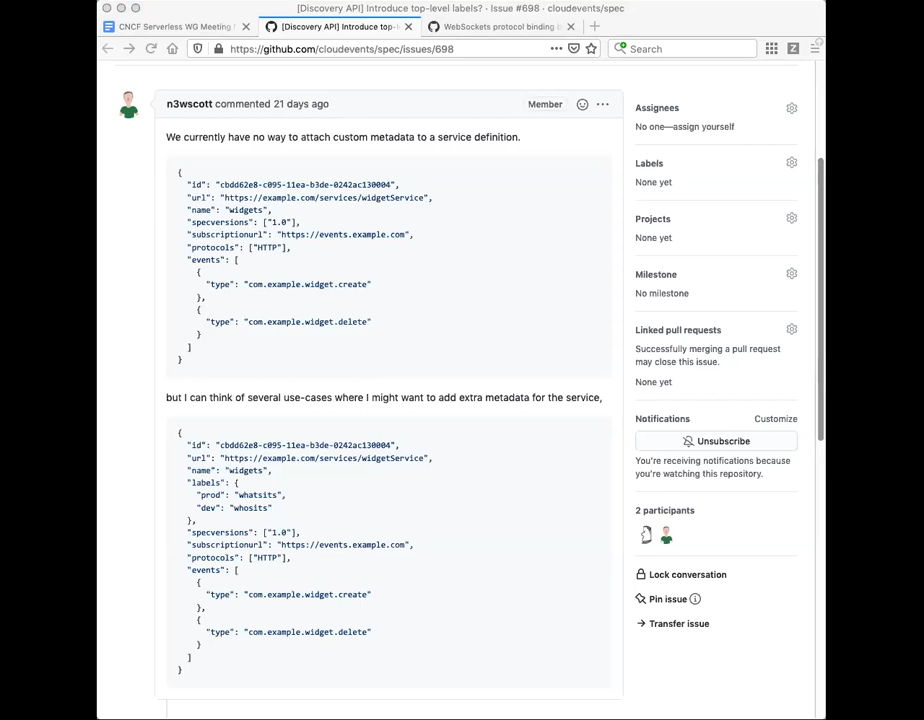 [Discovery API] Introduce top-level labels? · Issue #698 · cloudevents/spec
CNCF Serverless WG Meeting
[Discovery API] Introduce top-l
WebSockets protocol binding
https://github.com/cloudevents/spec/issues/698
Search
n3wscott commented 21 days ago
Member
We currently have no way to attach custom metadata to a service definition.
{
"id": "cbdd62e8-c095-11ea-b3de-0242ac130004",
"url": "https://example.com/services/widgetService",
"name": "widgets",
"specversions": ["1.0"],
"subscriptionurl": "https://events.example.com",
"protocols": ["HTTP"],
"events": [
{
"type": "com.example.widget.create"
},
{
"type": "com.example.widget.delete"
}
]
}
but I can think of several use-cases where I might want to add extra metadata for the service,
{
"id": "cbdd62e8-c095-11ea-b3de-0242ac130004",
"url": "https://example.com/services/widgetService",
"name": "widgets",
"labels": {
"prod": "whatsits",
"dev": "whosits"
},
"specversions": ["1.0"],
"subscriptionurl": "https://events.example.com",
"protocols": ["HTTP"],
"events": [
{
"type": "com.example.widget.create"
},
{
"type": "com.example.widget.delete"
}
]
}
Assignees
No one—assign yourself
Labels
None yet
Projects
None yet
Milestone
No milestone
Linked pull requests
Successfully merging a pull request
may close this issue.
None yet
Notifications
Customize
Unsubscribe
You're receiving notifications because
you're watching this repository.
2 participants
Lock conversation
Pin issue
Transfer issue